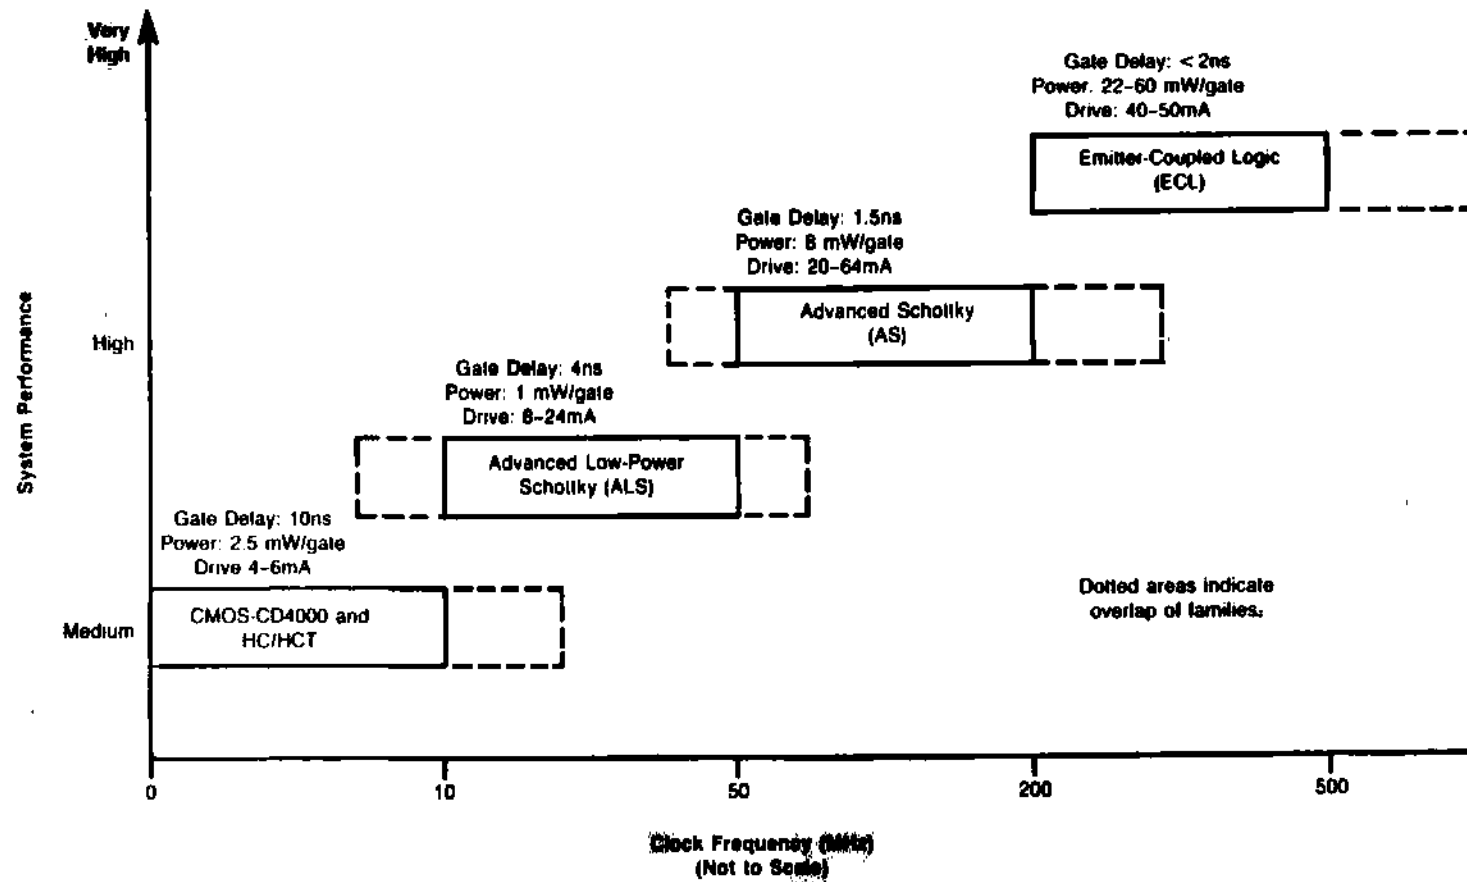 Very
High
Gate Delay: < 2ns
Power. 22-60 mW/gate
Drive: 40-50mA
Emitter-Coupled Logic
(ECL)
Gate Delay: 1.5ns
Power: 8 mW/gate
Drive: 20-64mA
Advanced Schottky
(AS)
High
Gate Delay: 4ns
Power: 1 mW/gate
Drive: 8-24mA
Advanced Low-Power
Schottky (ALS)
System Performance
Gate Delay: 10ns
Power: 2.5 mW/gate
Drive 4-6mA
CMOS-CD4000 and
HC/HCT
Medium
Dotted areas indicate
overlap of families.
0 10 50 200 500
Clock Frequency (MHz)
(Not to Scale)